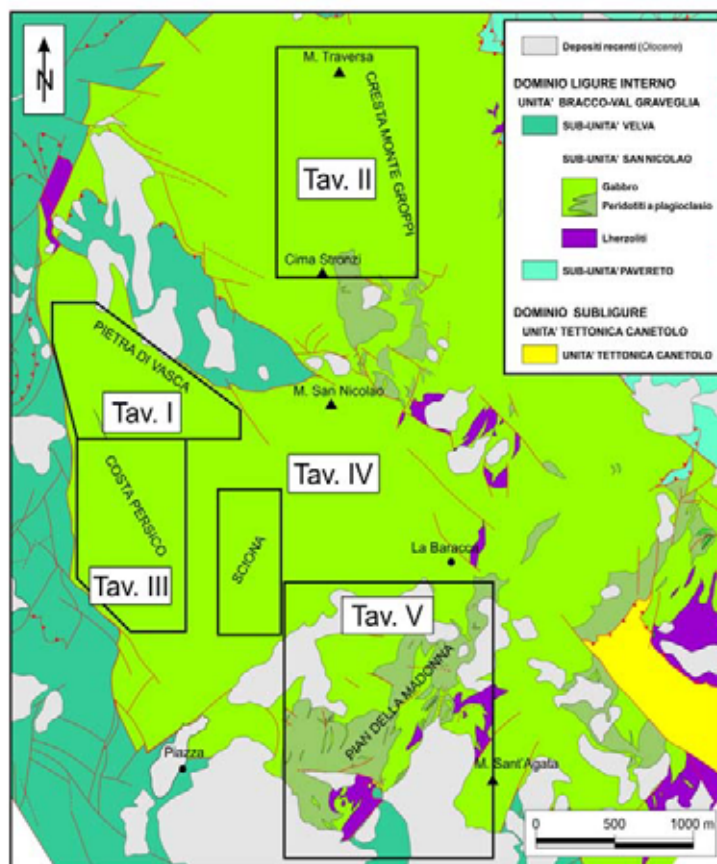 N
M. Traversa
CRESTA MONTE GROPPI
Tav. II
Cima Stronzi
PIETRA DI VASCA
Tav. I
M. San Nicolao
Tav. IV
COSTA PERSICO
SCIONA
La Baracca
Tav. III
Tav. V
PIAN DELLA MADONNA
Piazza
M. Sant'Agata
Depositi recenti (Olocene)
DOMINIO LIGURE INTERNO
UNITA' BRACCO-VAL GRAVEGLIA
SUB-UNITA' VELVA
SUB-UNITA' SAN NICOLAO
Gabbro
Peridotiti a plagioclasio
Lherzoliti
SUB-UNITA' PAVERETO
DOMINIO SUBLIGURE
UNITA' TETTONICA CANETOLO
UNITA' TETTONICA CANETOLO
0 500 1000 m